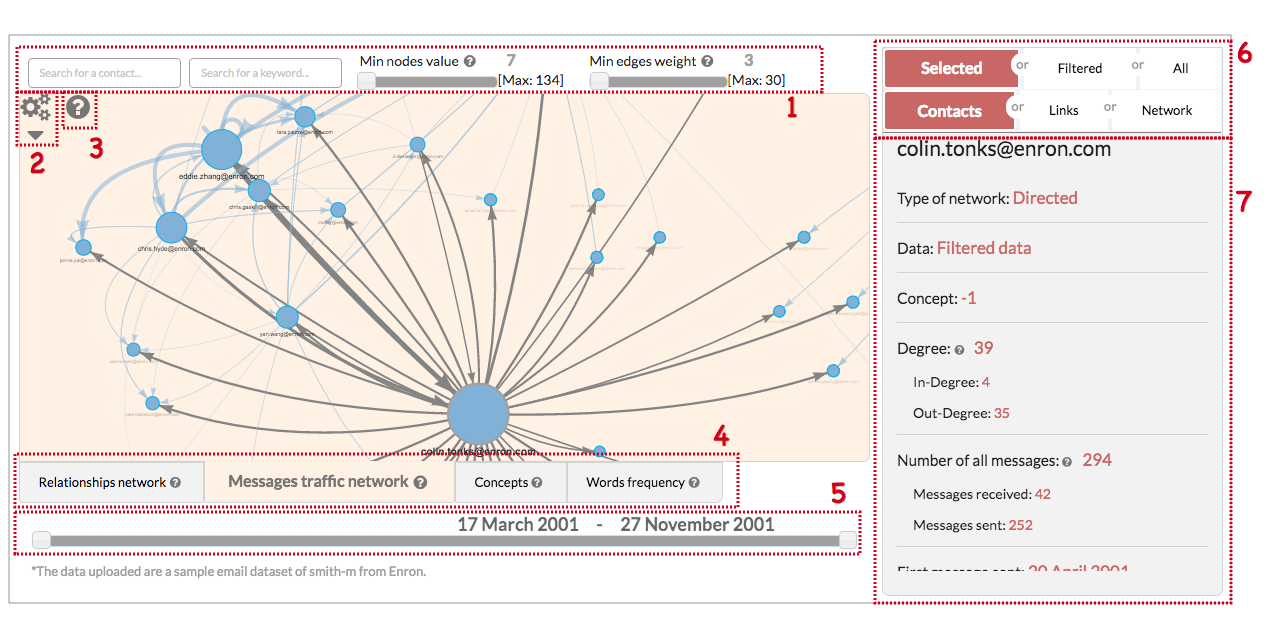 Search for a contact...
Search for a keyword...
Min nodes value ? 7
[Max: 134]
Min edges weight ? 3
[Max: 30]
1
2
?
3
eddie.zhang@enron.com
chris.gaskill@enron.com
chris.hyde@enron.com
yan.wang@enron.com
colin.tonks@enron.com
4
Relationships network ?
Messages traffic network ?
Concepts ?
Words frequency ?
5
17 March 2001 - 27 November 2001
*The data uploaded are a sample email dataset of smith-m from Enron.
6
Selected or Filtered or All
Contacts or Links or Network
7
colin.tonks@enron.com
Type of network: Directed
Data: Filtered data
Concept: -1
Degree: ? 39
In-Degree: 4
Out-Degree: 35
Number of all messages: ? 294
Messages received: 42
Messages sent: 252
First message sent: 20 April 2001